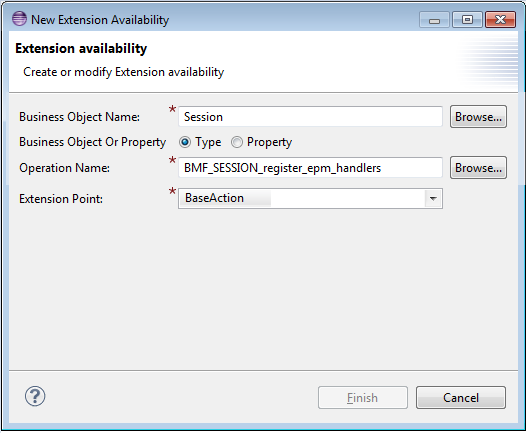 New Extension Availability
Extension availability
Create or modify Extension availability
Business Object Name: * Session Browse...
Business Object Or Property Type Property
Operation Name: * BMF_SESSION_register_epm_handlers Browse...
Extension Point: * BaseAction
? Finish Cancel